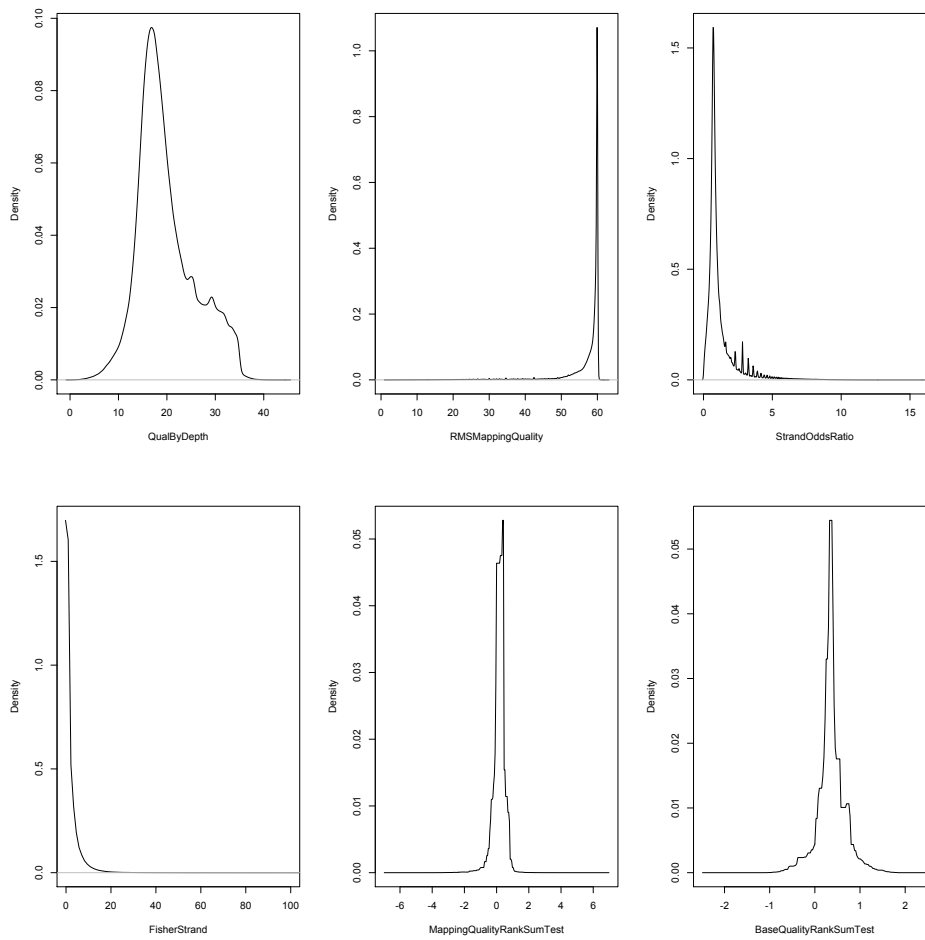 0.10
0.08
0.06
0.04
0.02
0.00
Density
0 10 20 30 40
QualByDepth
1.0
0.8
0.6
0.4
0.2
0.0
Density
0 10 20 30 40 50 60
RMSMappingQuality
1.5
1.0
0.5
0.0
Density
0 5 10 15
StrandOddsRatio
1.5
1.0
0.5
0.0
Density
0 20 40 60 80 100
FisherStrand
0.05
0.04
0.03
0.02
0.01
0.00
Density
-6 -4 -2 0 2 4 6
MappingQualityRankSumTest
0.05
0.04
0.03
0.02
0.01
0.00
Density
-2 -1 0 1 2
BaseQualityRankSumTest